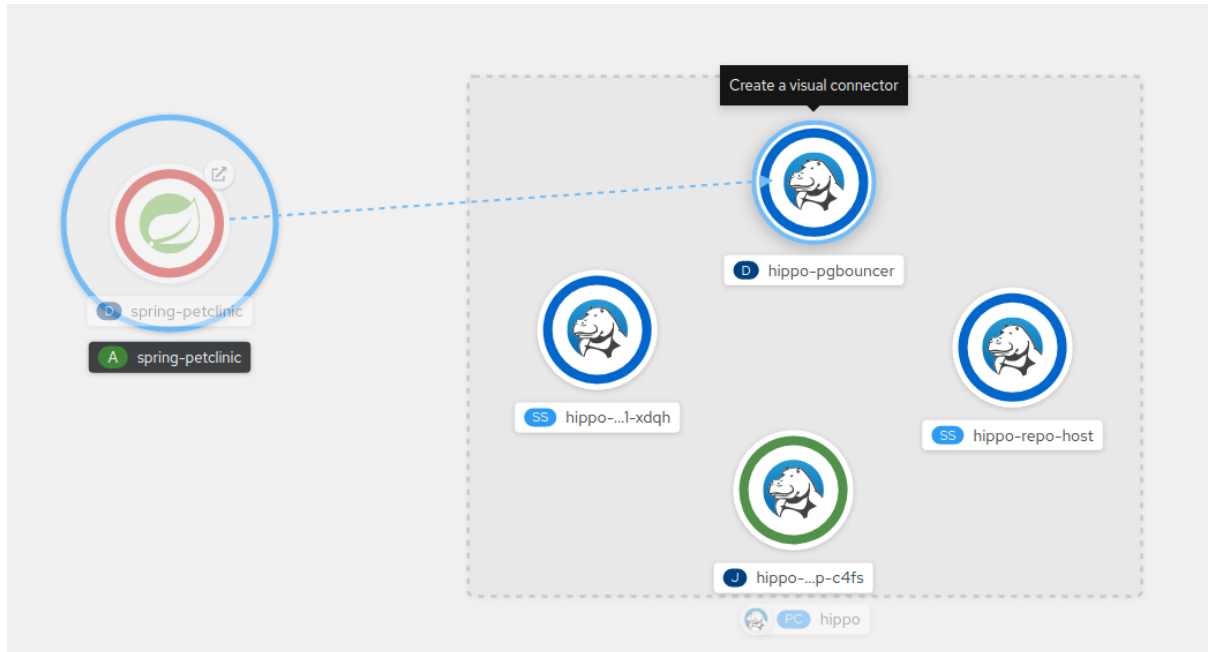 Create a visual connector
D hippo-pgbouncer
D spring-petclinic
A spring-petclinic
SS hippo-...1-xdqh
SS hippo-repo-host
J hippo-...p-c4fs
PC hippo